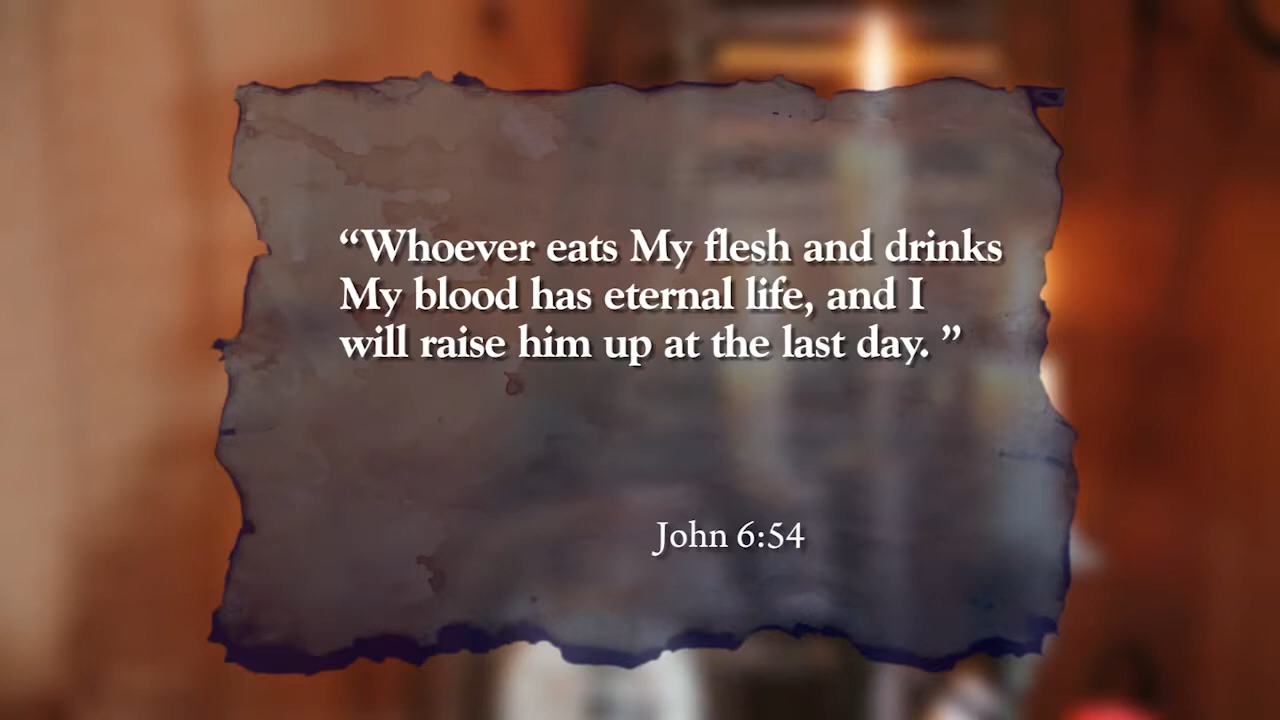 “Whoever eats My flesh and drinks
My blood has eternal life, and I
will raise him up at the last day. ”
John 6:54